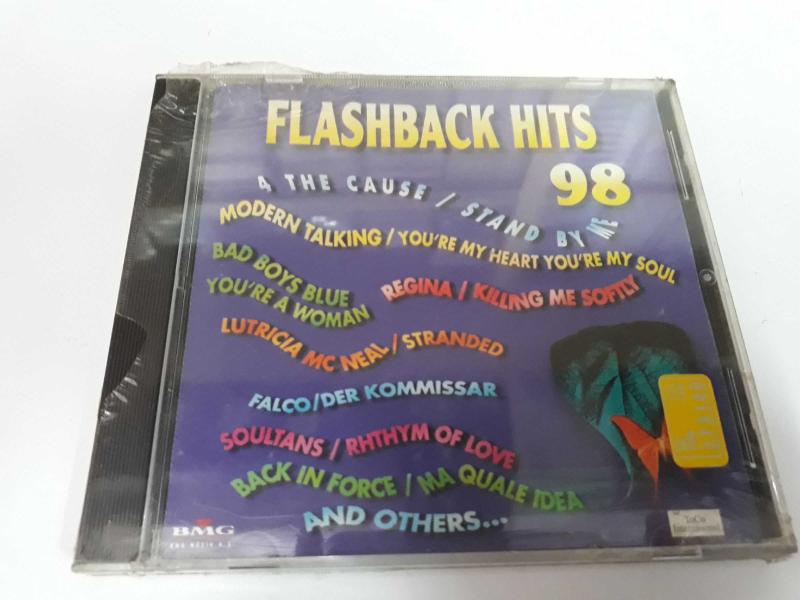 FLASHBACK HITS
98
4 THE CAUSE / STAND BY ME
MODERN TALKING / YOU'RE MY HEART YOU'RE MY SOUL
BAD BOYS BLUE
YOU'RE A WOMAN
REGINA / KILLING ME SOFTLY
LUTRICIA MC NEAL / STRANDED
FALCO/DER KOMMISSAR
SOULTANS / RHTHYM OF LOVE
BACK IN FORCE / MA QUALE IDEA
AND OTHERS...
BMG